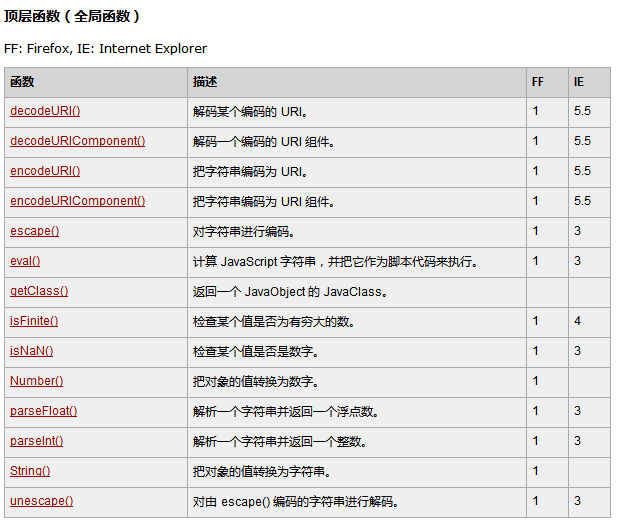 顶层函数（全局函数）
FF: Firefox, IE: Internet Explorer
函数 描述 FF IE
decodeURI() 解码某个编码的 URI。 1 5.5
decodeURIComponent() 解码一个编码的 URI 组件。 1 5.5
encodeURI() 把字符串编码为 URI。 1 5.5
encodeURIComponent() 把字符串编码为 URI 组件。 1 5.5
escape() 对字符串进行编码。 1 3
eval() 计算 JavaScript 字符串，并把它作为脚本代码来执行。 1 3
getClass() 返回一个 JavaObject 的 JavaClass。
isFinite() 检查某个值是否为有穷大的数。 1 4
isNaN() 检查某个值是否是数字。 1 3
Number() 把对象的值转换为数字。 1
parseFloat() 解析一个字符串并返回一个浮点数。 1 3
parseInt() 解析一个字符串并返回一个整数。 1 3
String() 把对象的值转换为字符串。 1
unescape() 对由 escape() 编码的字符串进行解码。 1 3